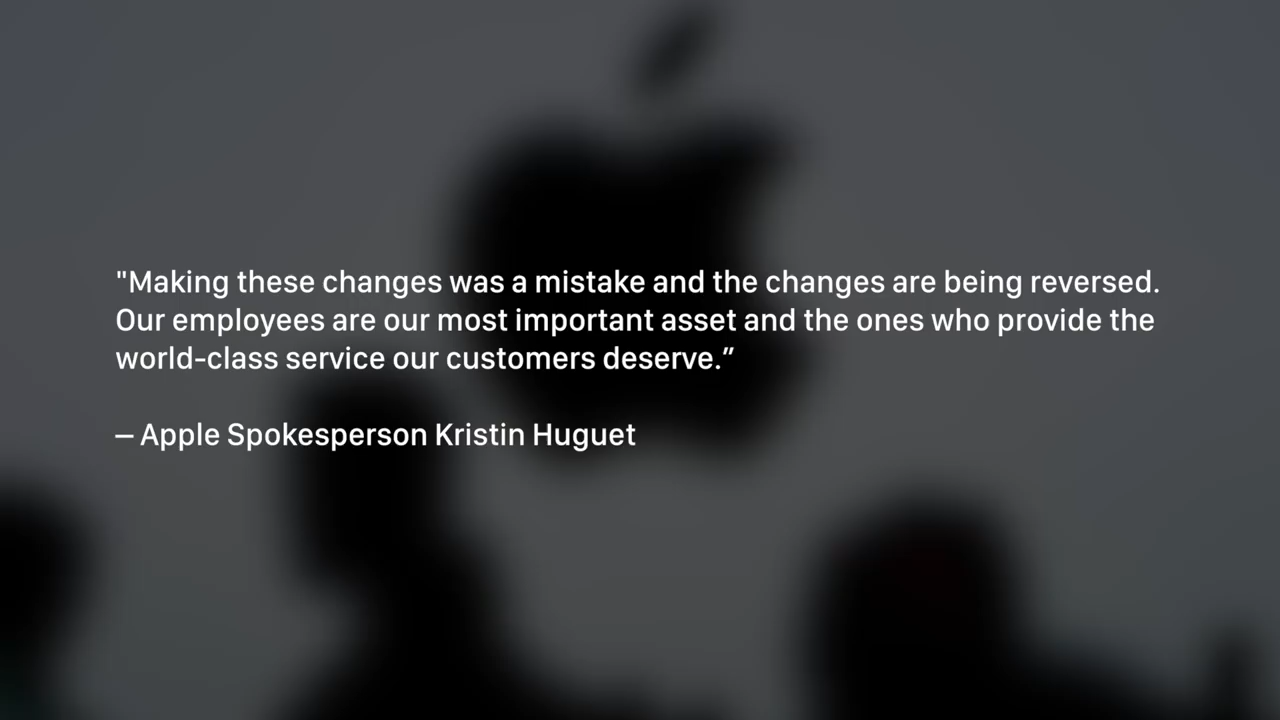 "Making these changes was a mistake and the changes are being reversed.
Our employees are our most important asset and the ones who provide the
world-class service our customers deserve.”
– Apple Spokesperson Kristin Huguet